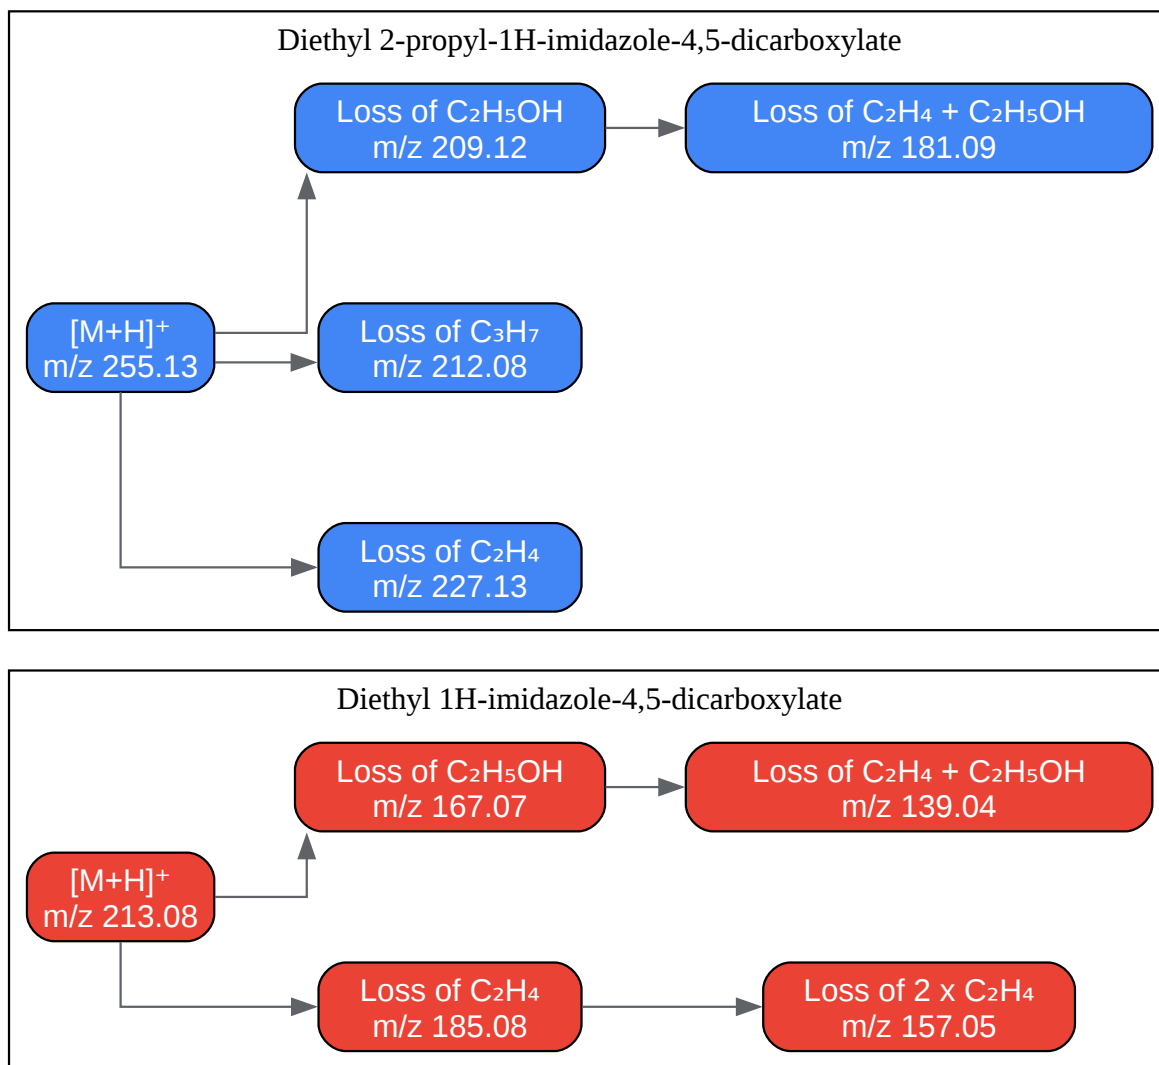 Diethyl 2-propyl-1H-imidazole-4,5-dicarboxylate
Loss of C₂H₅OH
m/z 209.12
Loss of C₂H₄ + C₂H₅OH
m/z 181.09
[M+H]⁺
m/z 255.13
Loss of C₃H₇
m/z 212.08
Loss of C₂H₄
m/z 227.13
Diethyl 1H-imidazole-4,5-dicarboxylate
Loss of C₂H₅OH
m/z 167.07
Loss of C₂H₄ + C₂H₅OH
m/z 139.04
[M+H]⁺
m/z 213.08
Loss of C₂H₄
m/z 185.08
Loss of 2 x C₂H₄
m/z 157.05